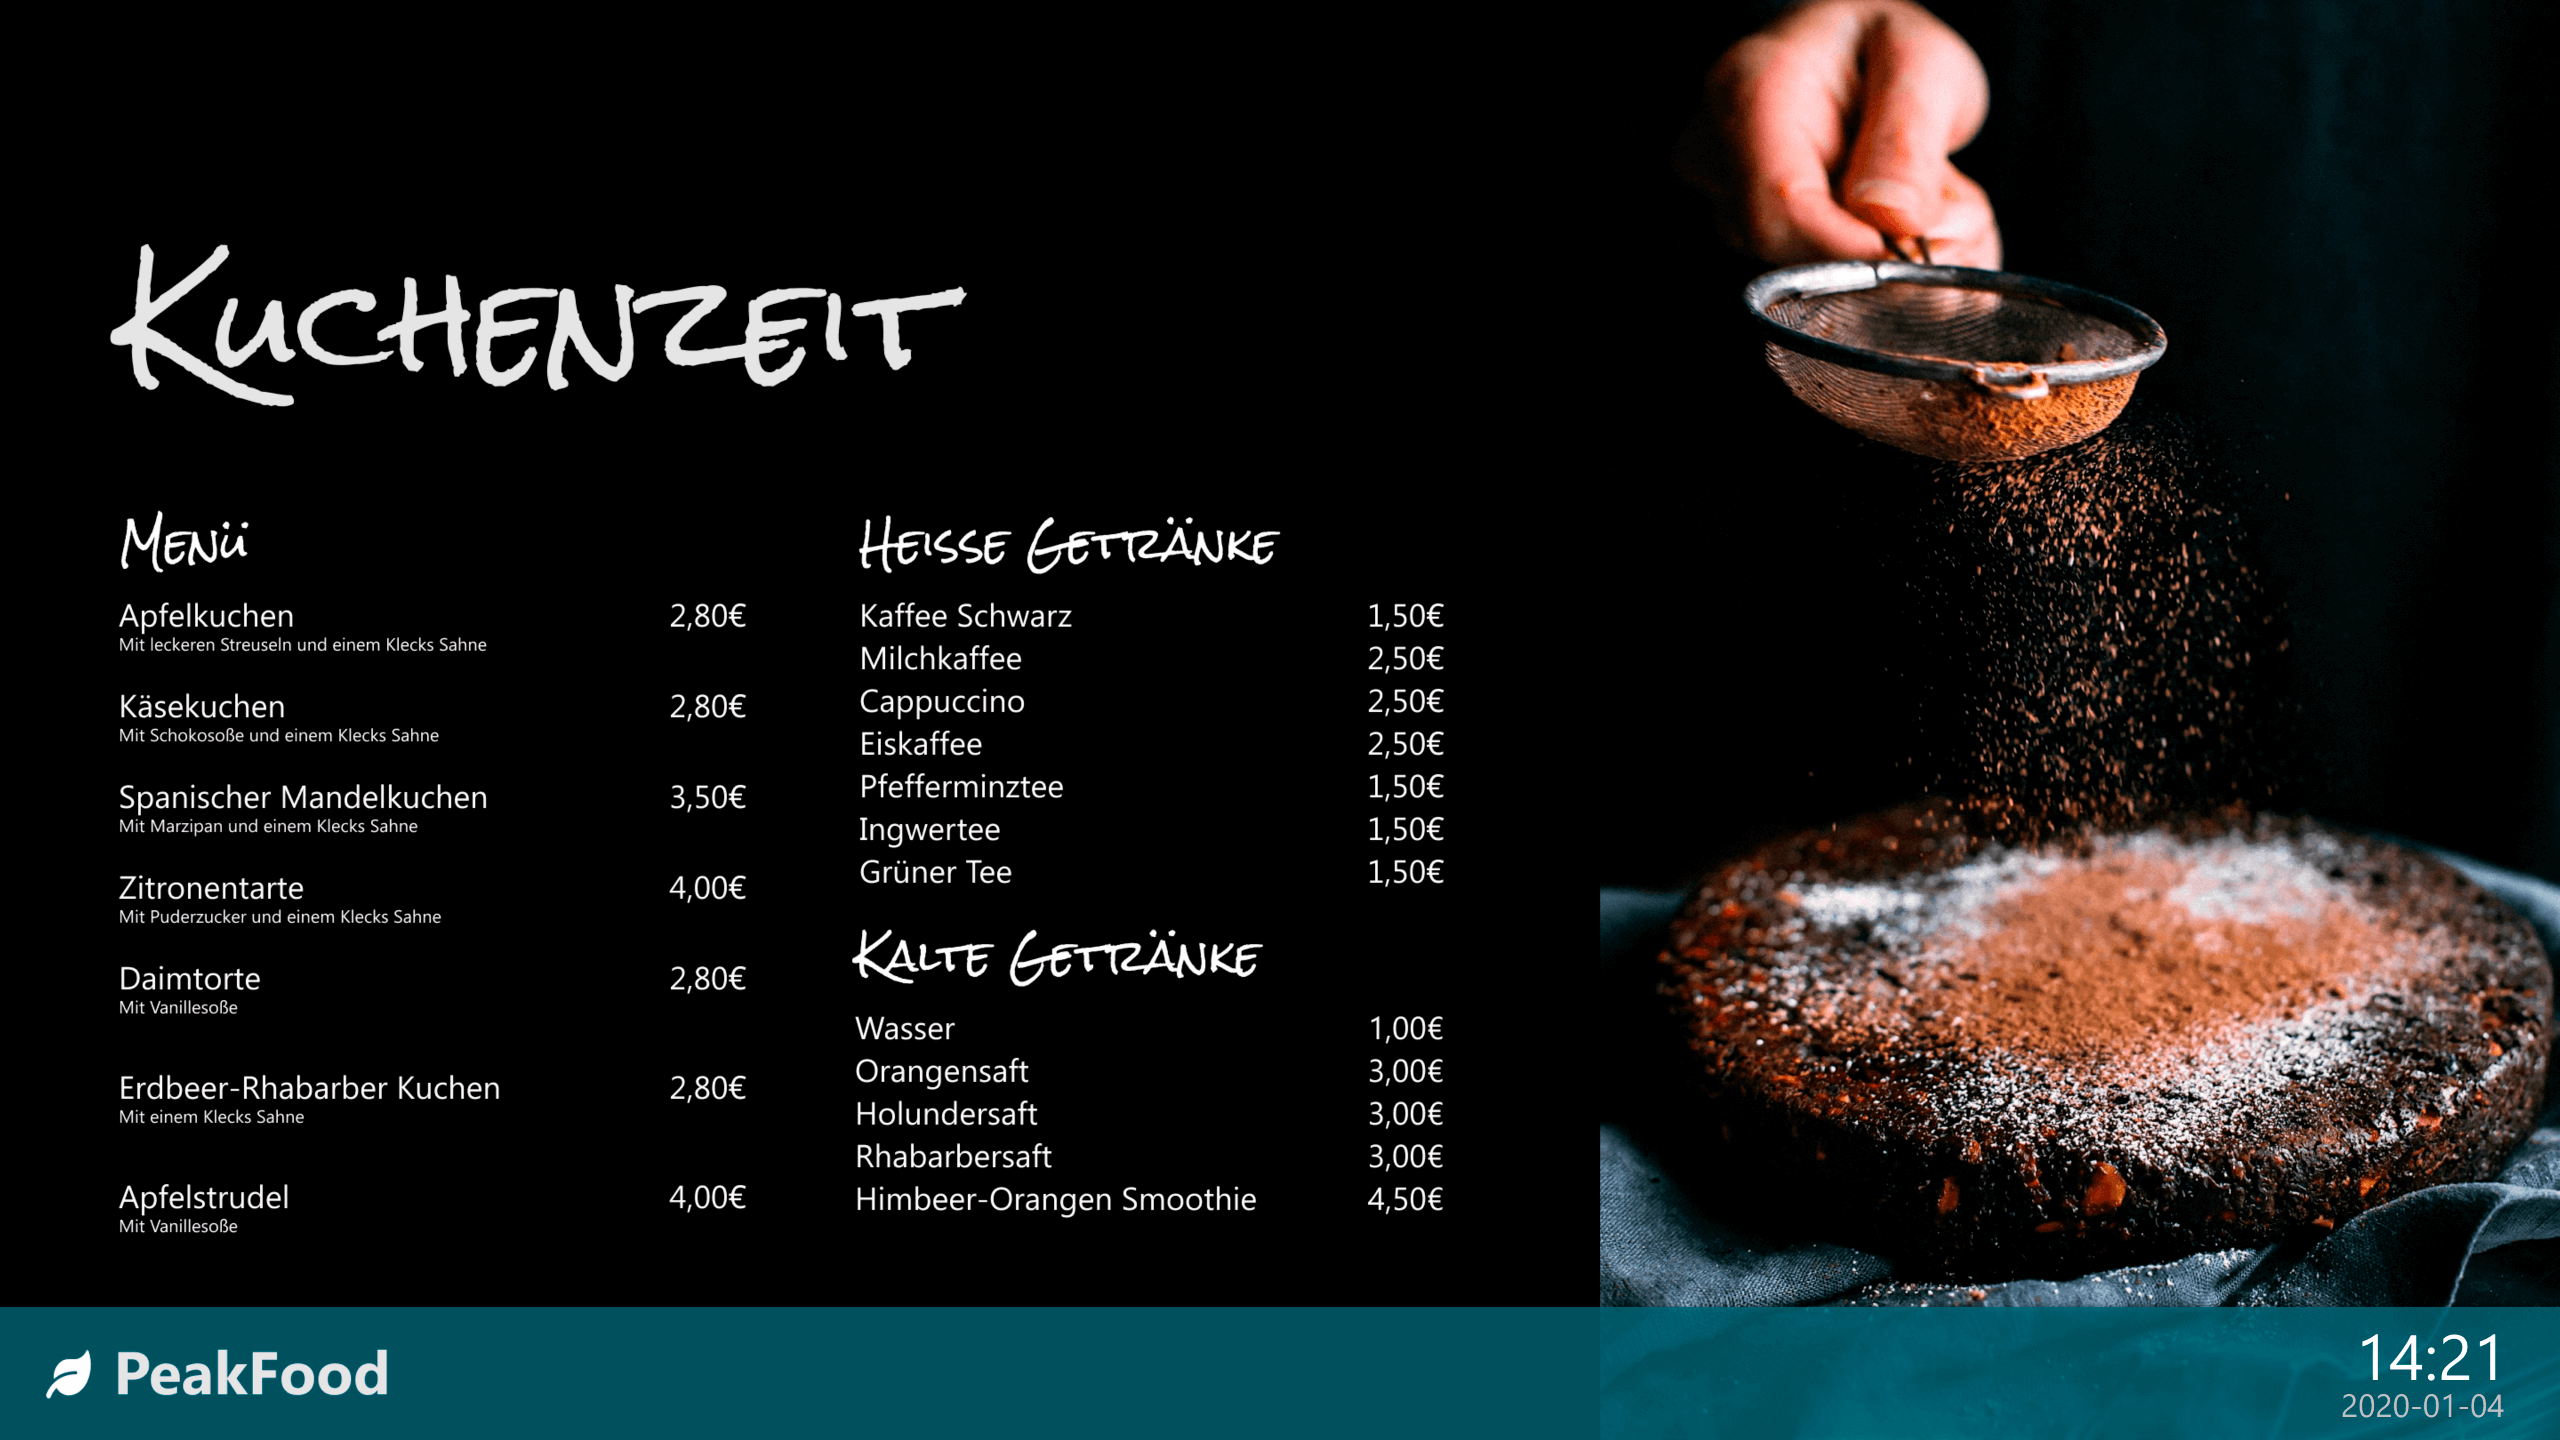 Kuchenzeit
Menü
Apfelkuchen 2,80€
Mit leckeren Streuseln und einem Klecks Sahne
Käsekuchen 2,80€
Mit Schokosoße und einem Klecks Sahne
Spanischer Mandelkuchen 3,50€
Mit Marzipan und einem Klecks Sahne
Zitronentarte 4,00€
Mit Puderzucker und einem Klecks Sahne
Daimtorte 2,80€
Mit Vanillesoße
Erdbeer-Rhabarber Kuchen 2,80€
Mit einem Klecks Sahne
Apfelstrudel 4,00€
Mit Vanillesoße
Heisse Getränke
Kaffee Schwarz 1,50€
Milchkaffee 2,50€
Cappuccino 2,50€
Eiskaffee 2,50€
Pfefferminztee 1,50€
Ingwertee 1,50€
Grüner Tee 1,50€
Kalte Getränke
Wasser 1,00€
Orangensaft 3,00€
Holundersaft 3,00€
Rhabarbersaft 3,00€
Himbeer-Orangen Smoothie 4,50€
PeakFood
14:21
2020-01-04